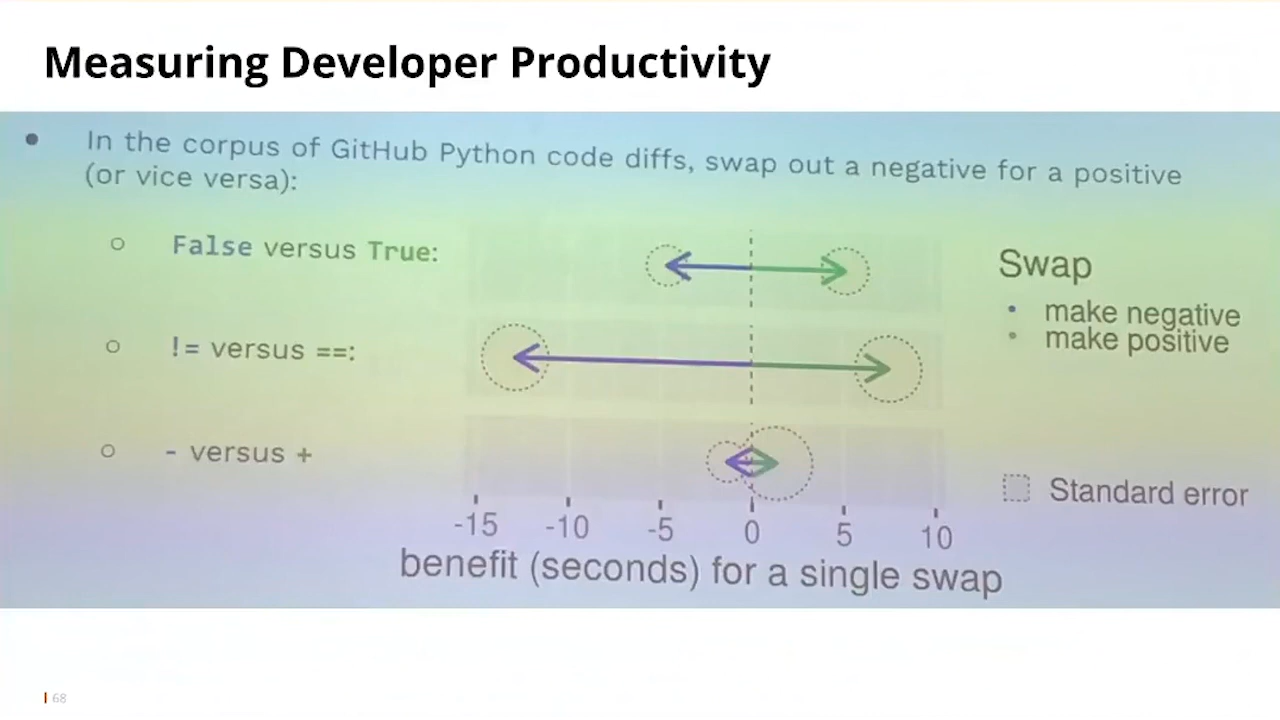 Measuring Developer Productivity
In the corpus of GitHub Python code diffs, swap out a negative for a positive
(or vice versa):
False versus True:
!= versus ==:
- versus +
Swap
make negative
make positive
Standard error
-15 -10 -5 0 5 10
benefit (seconds) for a single swap
68